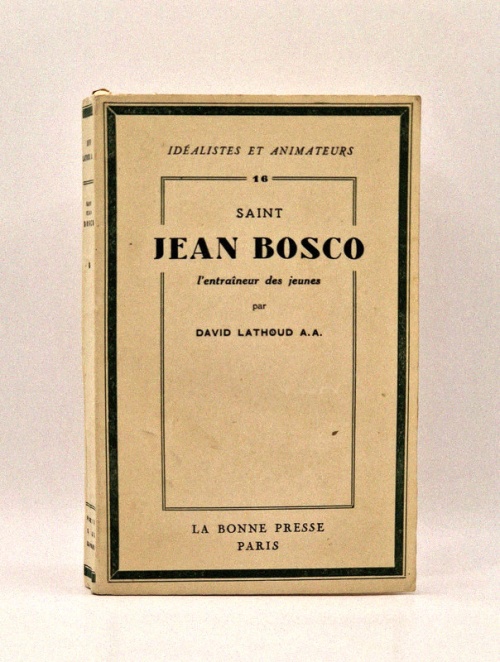 IDÉALISTES ET ANIMATEURS
16
SAINT
JEAN BOSCO
l'entraîneur des jeunes
par
DAVID LATHOUD A.A.
LA BONNE PRESSE
PARIS